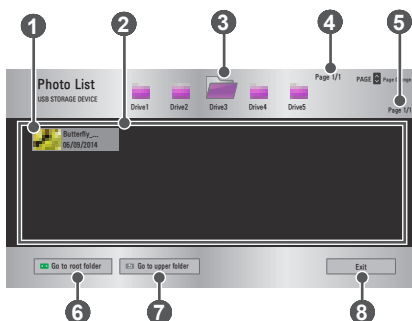 1 2 3 4 5
Photo List
USB STORAGE DEVICE
Drive1 Drive2 Drive3 Drive4 Drive5
Page 1/1
PAGE Page Change
Page 1/1
Butterfly_...
06/09/2014
Go to root folder Go to upper folder Exit
6 7 8